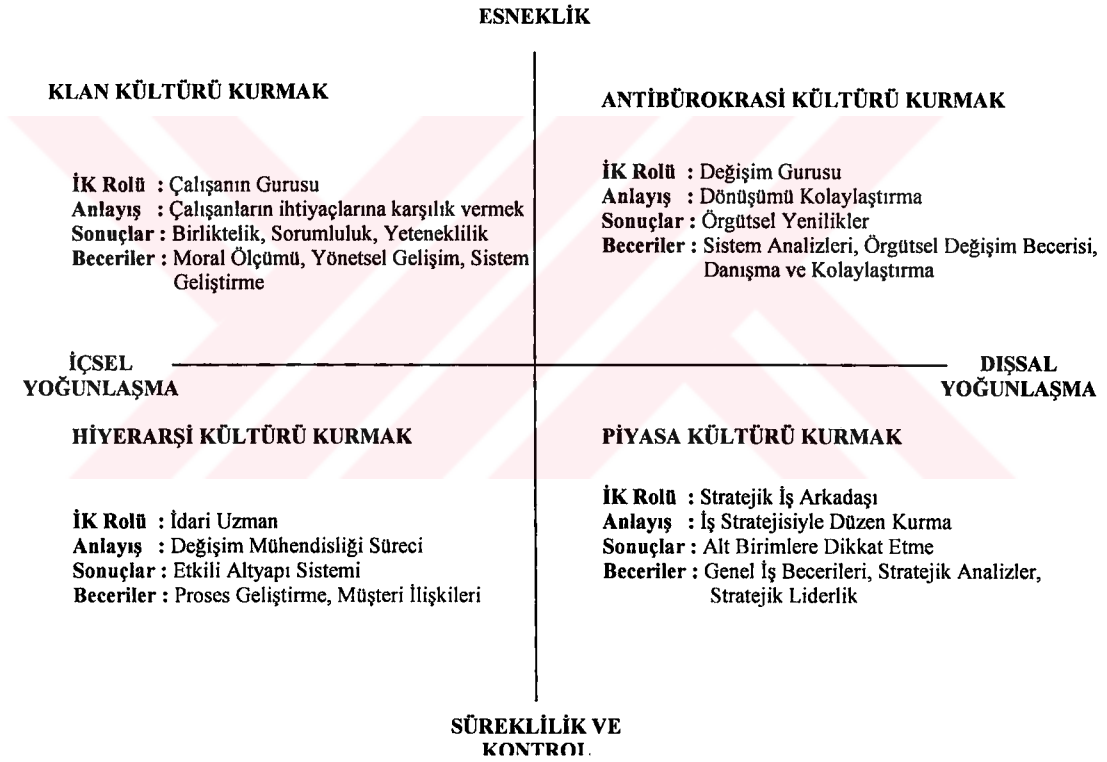 ESNEKLİK
KLAN KÜLTÜRÜ KURMAK
İK Rolü : Çalışanın Gurusu
Anlayış : Çalışanların ihtiyaçlarına karşılık vermek
Sonuçlar : Birliktelik, Sorumluluk, Yeteneklilik
Beceriler : Moral Ölçümü, Yönetsel Gelişim, Sistem
Geliştirme
ANTİBÜROKRASİ KÜLTÜRÜ KURMAK
İK Rolü : Değişim Gurusu
Anlayış : Dönüşümü Kolaylaştırma
Sonuçlar : Örgütsel Yenilikler
Beceriler : Sistem Analizleri, Örgütsel Değişim Becerisi,
Danışma ve Kolaylaştırma
İÇSEL
YOĞUNLAŞMA
DIŞSAL
YOĞUNLAŞMA
HİYERARŞİ KÜLTÜRÜ KURMAK
İK Rolü : İdari Uzman
Anlayış : Değişim Mühendisliği Süreci
Sonuçlar : Etkili Altyapı Sistemi
Beceriler : Proses Geliştirme, Müşteri İlişkileri
PİYASA KÜLTÜRÜ KURMAK
İK Rolü : Stratejik İş Arkadaşı
Anlayış : İş Stratejisiyle Düzen Kurma
Sonuçlar : Alt Birimlere Dikkat Etme
Beceriler : Genel İş Becerileri, Stratejik Analizler,
Stratejik Liderlik
SÜREKLİLİK VE
KONTROL